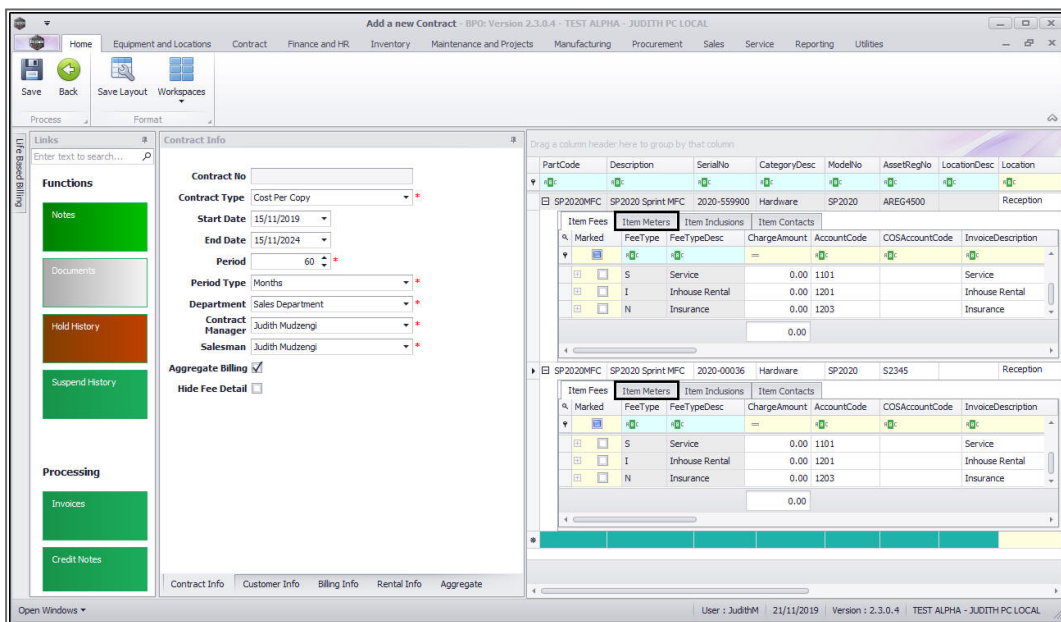 Add a new Contract - BPO: Version 2.3.0.4 - TEST ALPHA - JUDITH PC LOCAL
Home Equipment and Locations Contract Finance and HR Inventory Maintenance and Projects Manufacturing Procurement Sales Service Reporting Utilities
Save Back Save Layout Workspaces
Process Format
Life Based Billing
Links
Enter text to search...
Functions
Notes
Documents
Hold History
Suspend History
Processing
Invoices
Credit Notes
Contract Info
Contract No
Contract Type Cost Per Copy *
Start Date 15/11/2019
End Date 15/11/2024
Period 60 *
Period Type Months *
Department Sales Department *
Contract Manager Judith Mudzengi *
Salesman Judith Mudzengi *
Aggregate Billing
Hide Fee Detail
Contract Info Customer Info Billing Info Rental Info Aggregate
Drag a column header here to group by that column
PartCode Description SerialNo CategoryDesc ModelNo AssetRegNo LocationDesc Location
SP2020MFC SP2020 Sprint MFC 2020-559900 Hardware SP2020 AREG4500 Reception
Item Fees Item Meters Item Inclusions Item Contacts
Marked FeeType FeeTypeDesc ChargeAmount AccountCode COSAccountCode InvoiceDescription
S Service 0.00 1101 Service
I Inhouse Rental 0.00 1201 Inhouse Rental
N Insurance 0.00 1203 Insurance
0.00
SP2020MFC SP2020 Sprint MFC 2020-00036 Hardware SP2020 S2345 Reception
Item Fees Item Meters Item Inclusions Item Contacts
Marked FeeType FeeTypeDesc ChargeAmount AccountCode COSAccountCode InvoiceDescription
S Service 0.00 1101 Service
I Inhouse Rental 0.00 1201 Inhouse Rental
N Insurance 0.00 1203 Insurance
0.00
Open Windows User : JudithM 21/11/2019 Version : 2.3.0.4 TEST ALPHA - JUDITH PC LOCAL